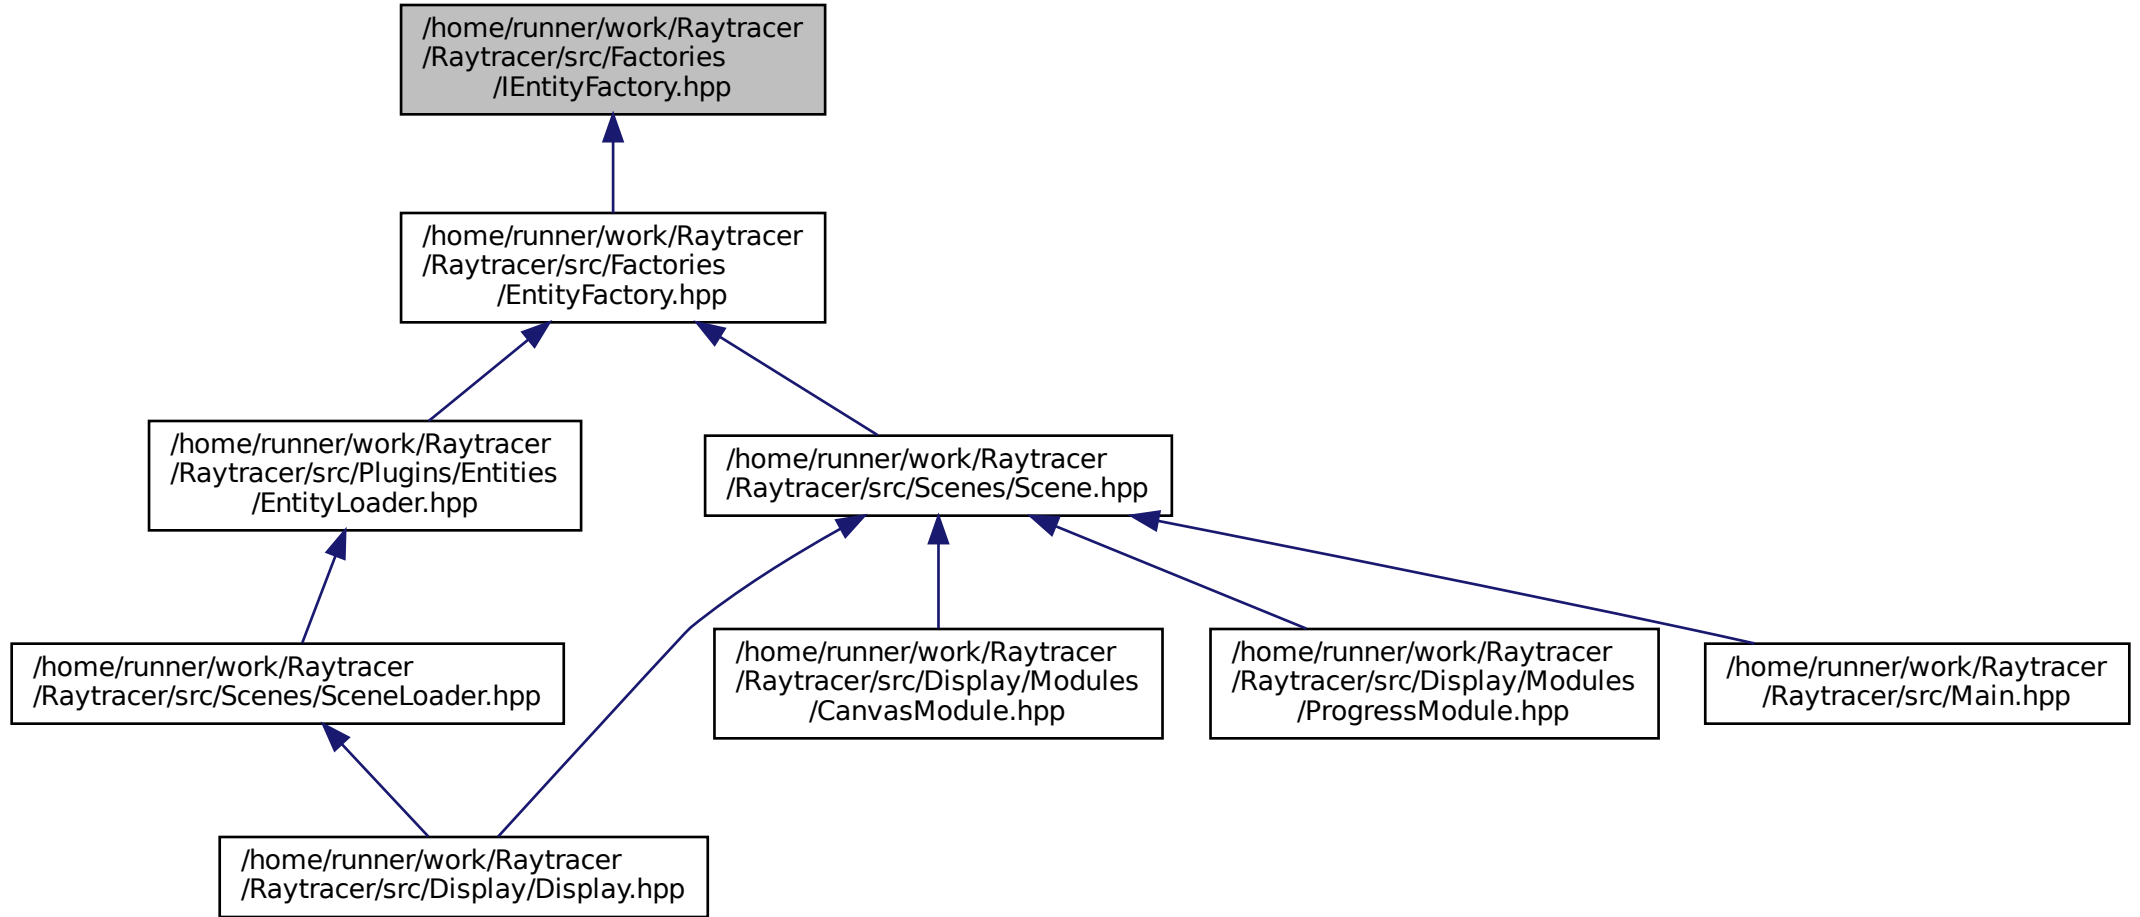 /home/runner/work/Raytracer
/Raytracer/src/Factories
/IEntityFactory.hpp
/home/runner/work/Raytracer
/Raytracer/src/Factories
/EntityFactory.hpp
/home/runner/work/Raytracer
/Raytracer/src/Plugins/Entities
/EntityLoader.hpp
/home/runner/work/Raytracer
/Raytracer/src/Scenes/Scene.hpp
/home/runner/work/Raytracer
/Raytracer/src/Scenes/SceneLoader.hpp
/home/runner/work/Raytracer
/Raytracer/src/Display/Modules
/CanvasModule.hpp
/home/runner/work/Raytracer
/Raytracer/src/Display/Modules
/ProgressModule.hpp
/home/runner/work/Raytracer
/Raytracer/src/Main.hpp
/home/runner/work/Raytracer
/Raytracer/src/Display/Display.hpp